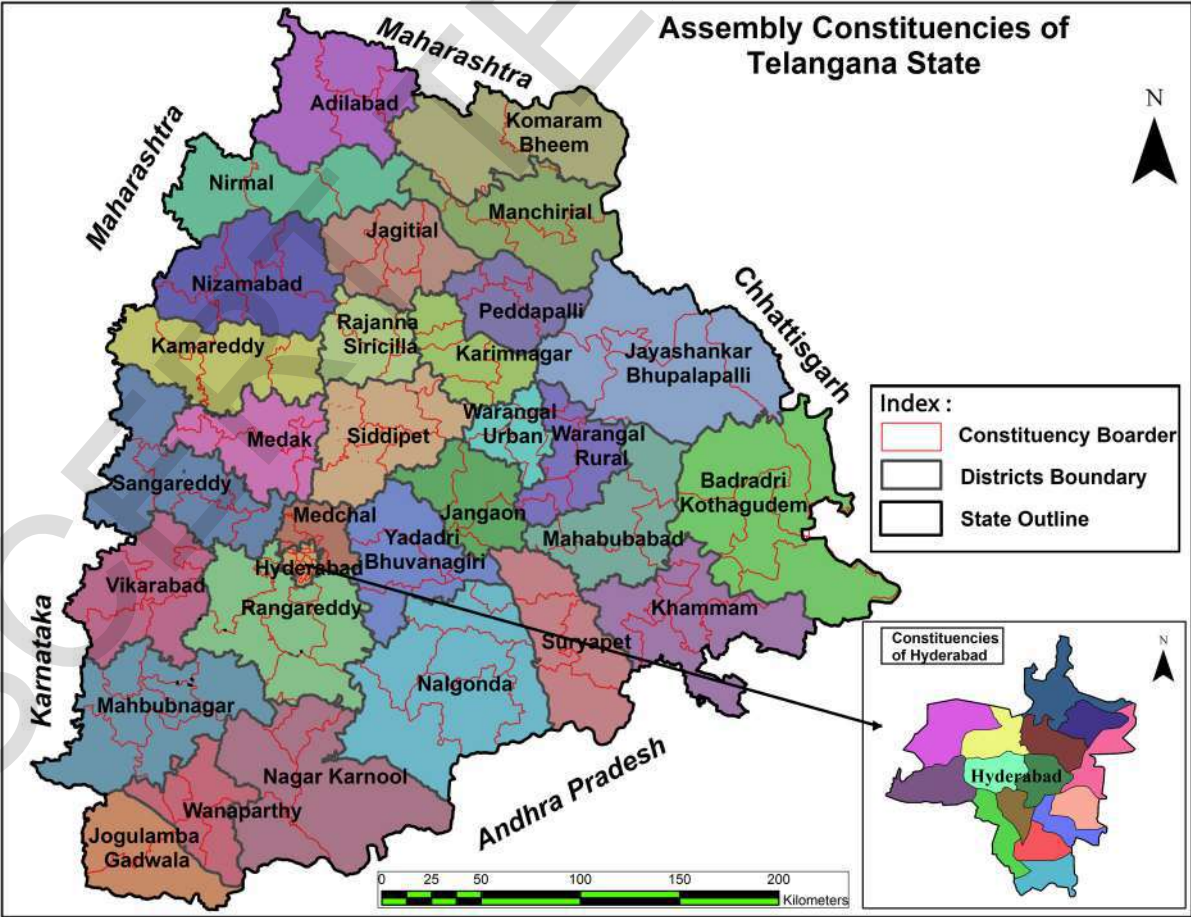 Assembly Constituencies of
Telangana State
Maharashtra
Maharashtra
N
Adilabad
Komaram
Bheem
Nirmal
Manchirial
Jagitial
Nizamabad
Peddapalli
Chhattisgarh
Rajanna
Siricilla
Kamareddy
Karimnagar
Jayashankar
Bhupalapalli
Index :
Constituency Boarder
Districts Boundary
State Outline
Warangal
Urban
Warangal
Rural
Medak
Siddipet
Sangareddy
Badradri
Kothagudem
Medchal
Jangaon
Yadadri
Bhuvanagiri
Mahabubabad
Hyderabad
Vikarabad
Rangareddy
Khammam
Karnataka
Suryapet
Nalgonda
Mahbubnagar
Nagar Karnool
Wanaparthy
Jogulamba
Gadwala
Andhra Pradesh
Constituencies
of Hyderabad
N
Hyderabad
0 25 50 100 150 200
Kilometers
SCERT TE